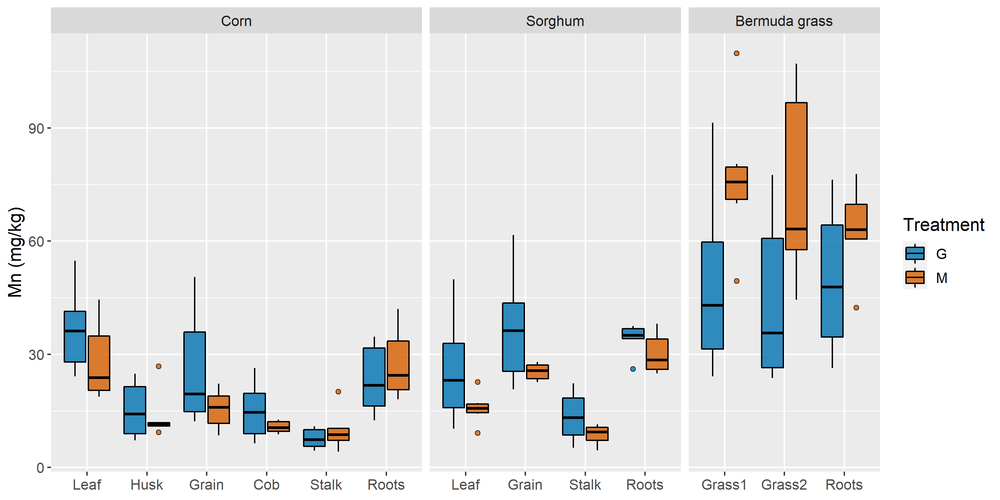 Corn Sorghum Bermuda grass
Mn (mg/kg)
90
60
30
0
Leaf Husk Grain Cob Stalk Roots Leaf Grain Stalk Roots Grass1 Grass2 Roots
Treatment
G
M